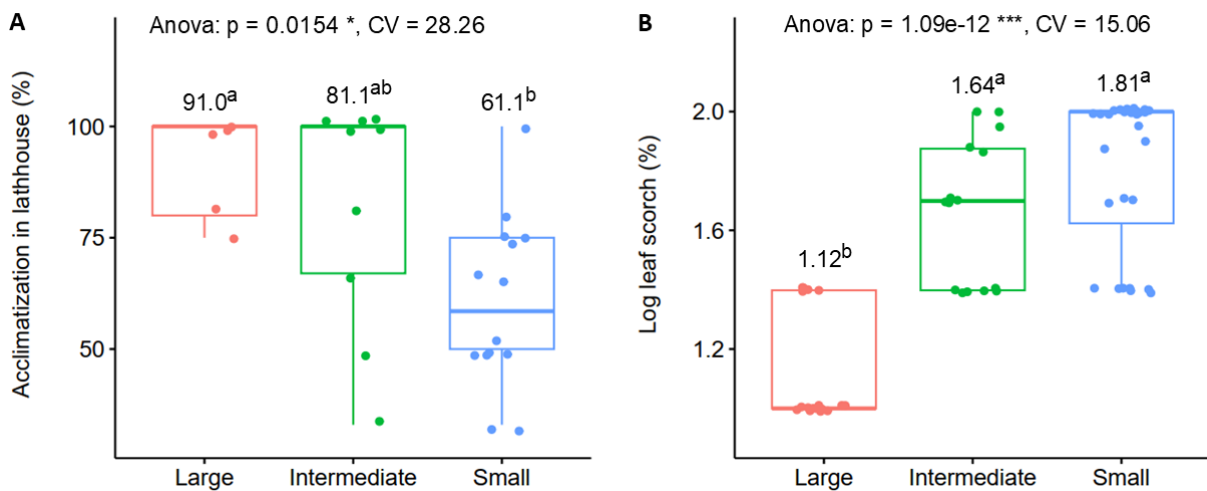 A
Anova: p = 0.0154 *, CV = 28.26
Acclimatization in lathhouse (%)
100
75
50
91.0a
81.1ab
61.1b
Large
Intermediate
Small
B
Anova: p = 1.09e-12 ***, CV = 15.06
Log leaf scorch (%)
2.0
1.6
1.2
1.12b
1.64a
1.81a
Large
Intermediate
Small